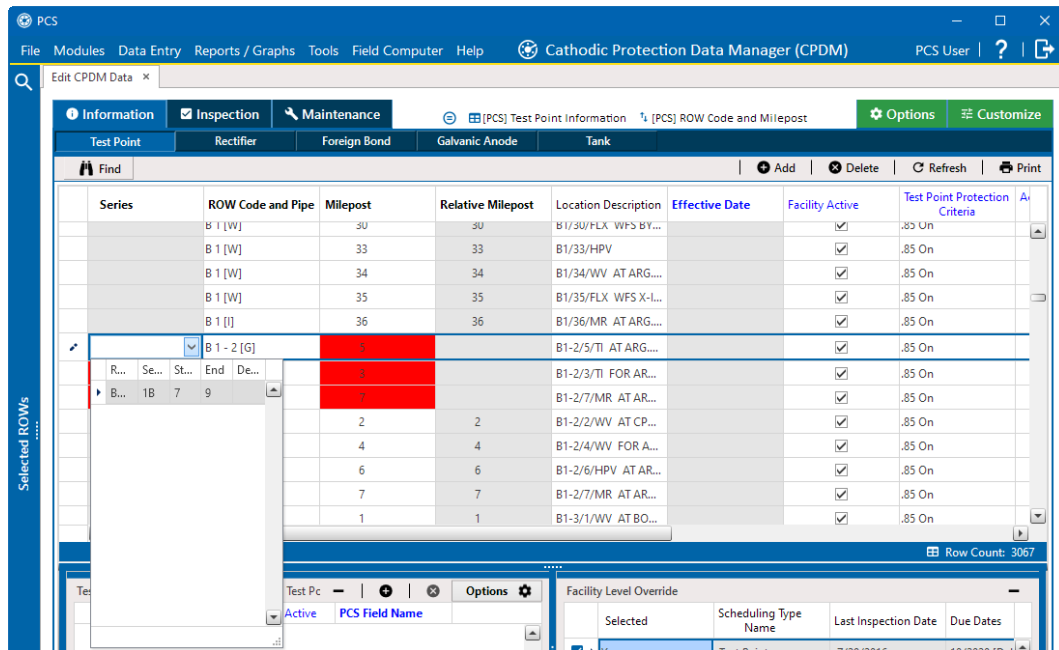 PCS
File Modules Data Entry Reports / Graphs Tools Field Computer Help Cathodic Protection Data Manager (CPDM) PCS User ?
Edit CPDM Data ×
Information Inspection Maintenance [PCS] Test Point Information [PCS] ROW Code and Milepost Options Customize
Test Point Rectifier Foreign Bond Galvanic Anode Tank
Find Add Delete Refresh Print
Series ROW Code and Pipe Milepost Relative Milepost Location Description Effective Date Facility Active Test Point Protection Criteria
B 1 [W] 30 30 B1/30/FLX WFS BY... .85 On
B 1 [W] 33 33 B1/33/HPV .85 On
B 1 [W] 34 34 B1/34/WV AT ARG.... .85 On
B 1 [W] 35 35 B1/35/FLX WFS X-I... .85 On
B 1 [I] 36 36 B1/36/MR AT ARG.... .85 On
B 1 - 2 [G] 5 B1-2/5/TI AT ARG.... .85 On
R... Se... St... End De...
3 B1-2/3/TI FOR AR... .85 On
B... 1B 7 9
7 B1-2/7/MR AT AR... .85 On
2 2 B1-2/2/WV AT CP... .85 On
4 4 B1-2/4/WV FOR A... .85 On
6 6 B1-2/6/HPV AT AR... .85 On
7 7 B1-2/7/MR AT AR... .85 On
1 1 B1-3/1/WV AT BO... .85 On
Selected ROWs
Row Count: 3067
Test Pc Options
Active PCS Field Name
Facility Level Override
Selected Scheduling Type Name Last Inspection Date Due Dates